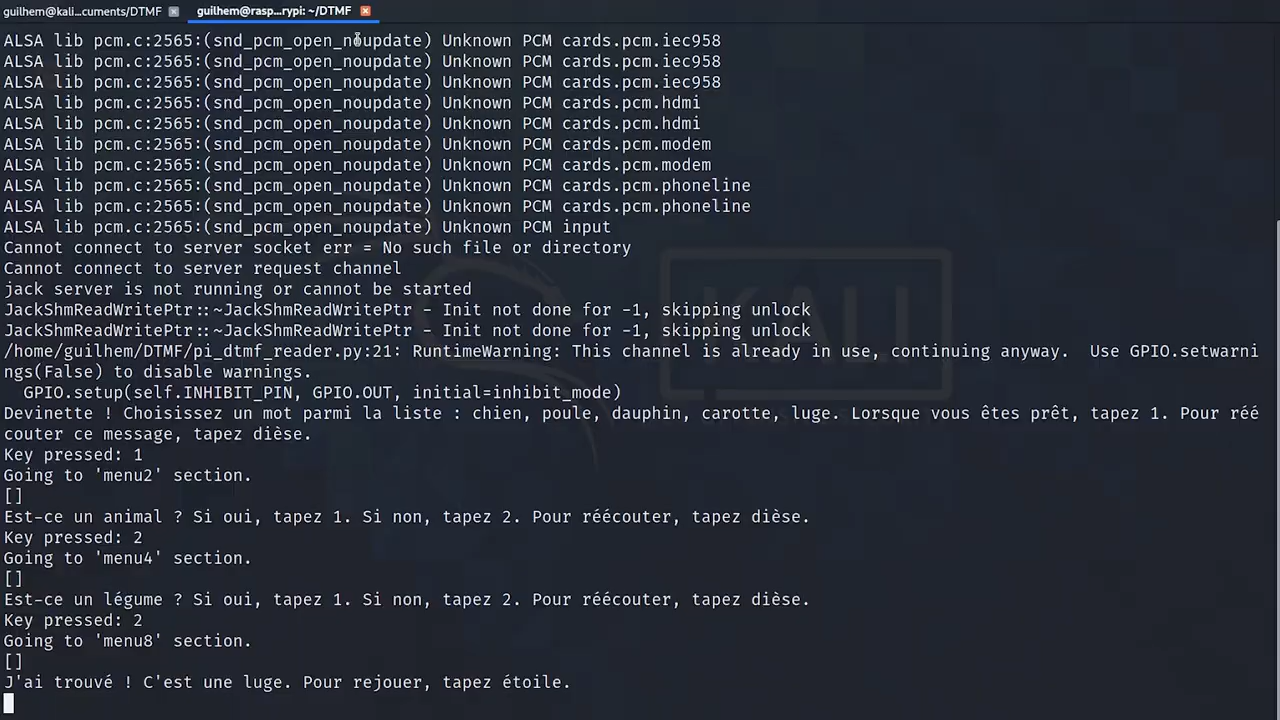 guilhem@kali...cuments/DTMF
guilhem@rasp...rypi: ~/DTMF
ALSA lib pcm.c:2565:(snd_pcm_open_noupdate) Unknown PCM cards.pcm.iec958
ALSA lib pcm.c:2565:(snd_pcm_open_noupdate) Unknown PCM cards.pcm.iec958
ALSA lib pcm.c:2565:(snd_pcm_open_noupdate) Unknown PCM cards.pcm.iec958
ALSA lib pcm.c:2565:(snd_pcm_open_noupdate) Unknown PCM cards.pcm.hdmi
ALSA lib pcm.c:2565:(snd_pcm_open_noupdate) Unknown PCM cards.pcm.hdmi
ALSA lib pcm.c:2565:(snd_pcm_open_noupdate) Unknown PCM cards.pcm.modem
ALSA lib pcm.c:2565:(snd_pcm_open_noupdate) Unknown PCM cards.pcm.modem
ALSA lib pcm.c:2565:(snd_pcm_open_noupdate) Unknown PCM cards.pcm.phoneline
ALSA lib pcm.c:2565:(snd_pcm_open_noupdate) Unknown PCM cards.pcm.phoneline
ALSA lib pcm.c:2565:(snd_pcm_open_noupdate) Unknown PCM input
Cannot connect to server socket err = No such file or directory
Cannot connect to server request channel
jack server is not running or cannot be started
JackShmReadWritePtr::~JackShmReadWritePtr - Init not done for -1, skipping unlock
JackShmReadWritePtr::~JackShmReadWritePtr - Init not done for -1, skipping unlock
/home/guilhem/DTMF/pi_dtmf_reader.py:21: RuntimeWarning: This channel is already in use, continuing anyway.  Use GPIO.setwarni
ngs(False) to disable warnings.
  GPIO.setup(self.INHIBIT_PIN, GPIO.OUT, initial=inhibit_mode)
Devinette ! Choisissez un mot parmi la liste : chien, poule, dauphin, carotte, luge. Lorsque vous êtes prêt, tapez 1. Pour réé
couter ce message, tapez dièse.
Key pressed: 1
Going to 'menu2' section.
[]
Est-ce un animal ? Si oui, tapez 1. Si non, tapez 2. Pour réécouter, tapez dièse.
Key pressed: 2
Going to 'menu4' section.
[]
Est-ce un légume ? Si oui, tapez 1. Si non, tapez 2. Pour réécouter, tapez dièse.
Key pressed: 2
Going to 'menu8' section.
[]
J'ai trouvé ! C'est une luge. Pour rejouer, tapez étoile.
KALI